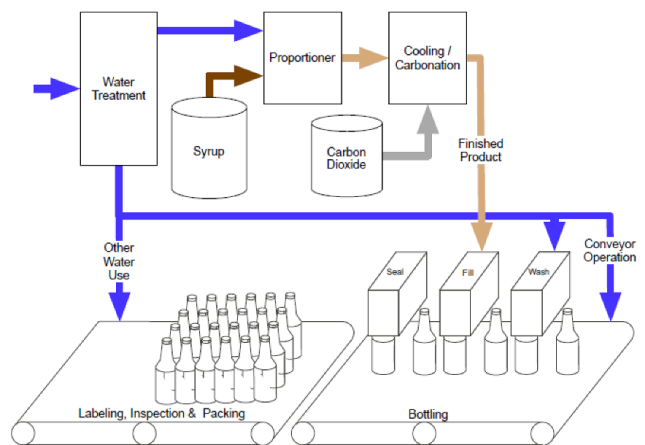 Water
Treatment
Proportioner
Cooling /
Carbonation
Syrup
Carbon
Dioxide
Finished
Product
Other
Water
Use
Conveyor
Operation
Seal
Fill
Wash
Labeling, Inspection & Packing
Bottling